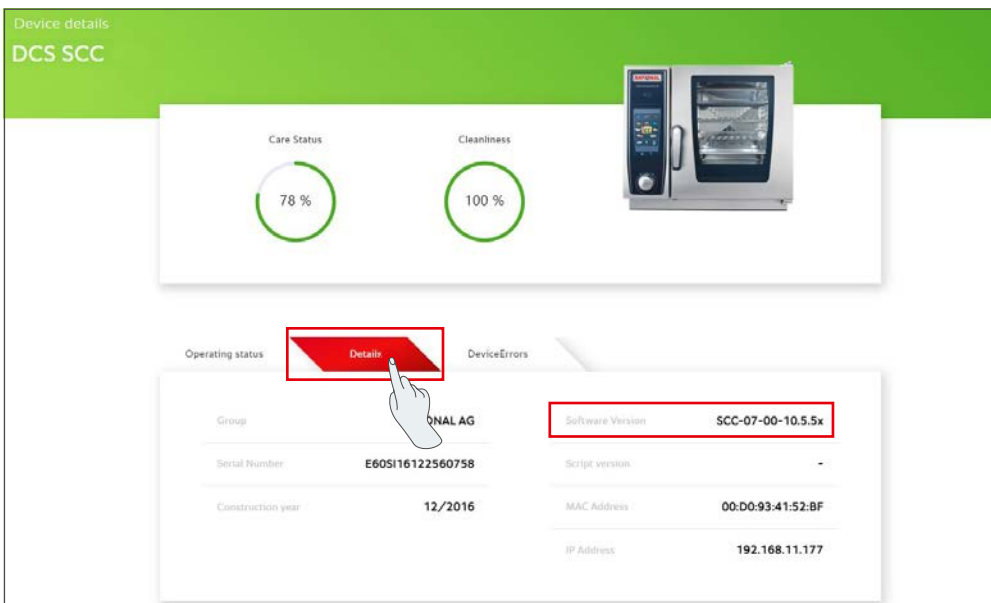 Device details
DCS SCC
RATIONAL
Care Status
Cleanliness
78 %
100 %
Operating status
Details
DeviceErrors
Group
ONAL AG
Software Version
SCC-07-00-10.5.5x
Serial Number
E60SI16122560758
Script version
-
Construction year
12/2016
MAC Address
00:D0:93:41:52:BF
IP Address
192.168.11.177